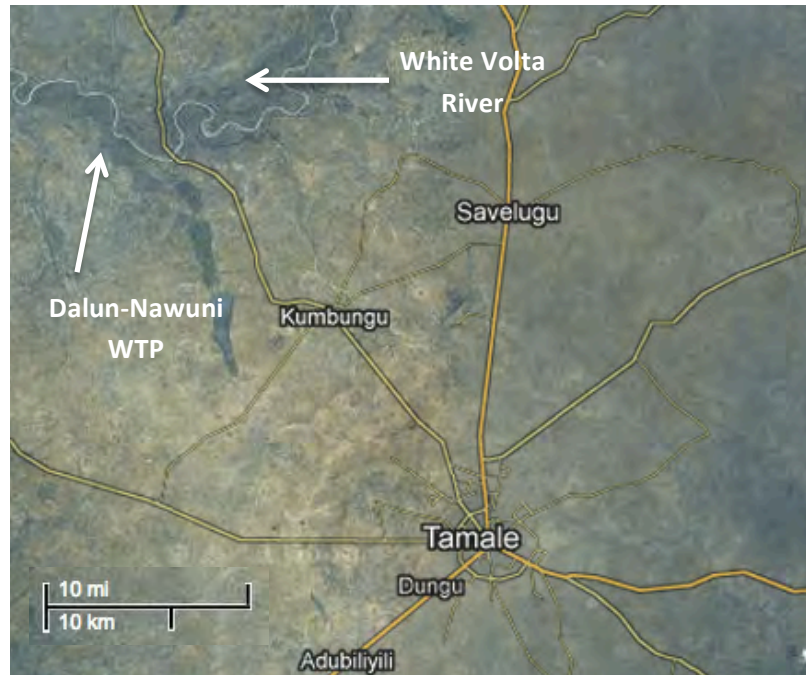 White Volta
River
Savelugu
Dalun-Nawuni
WTP
Kumbungu
Tamale
Dungu
10 mi
10 km
Adubiliyili